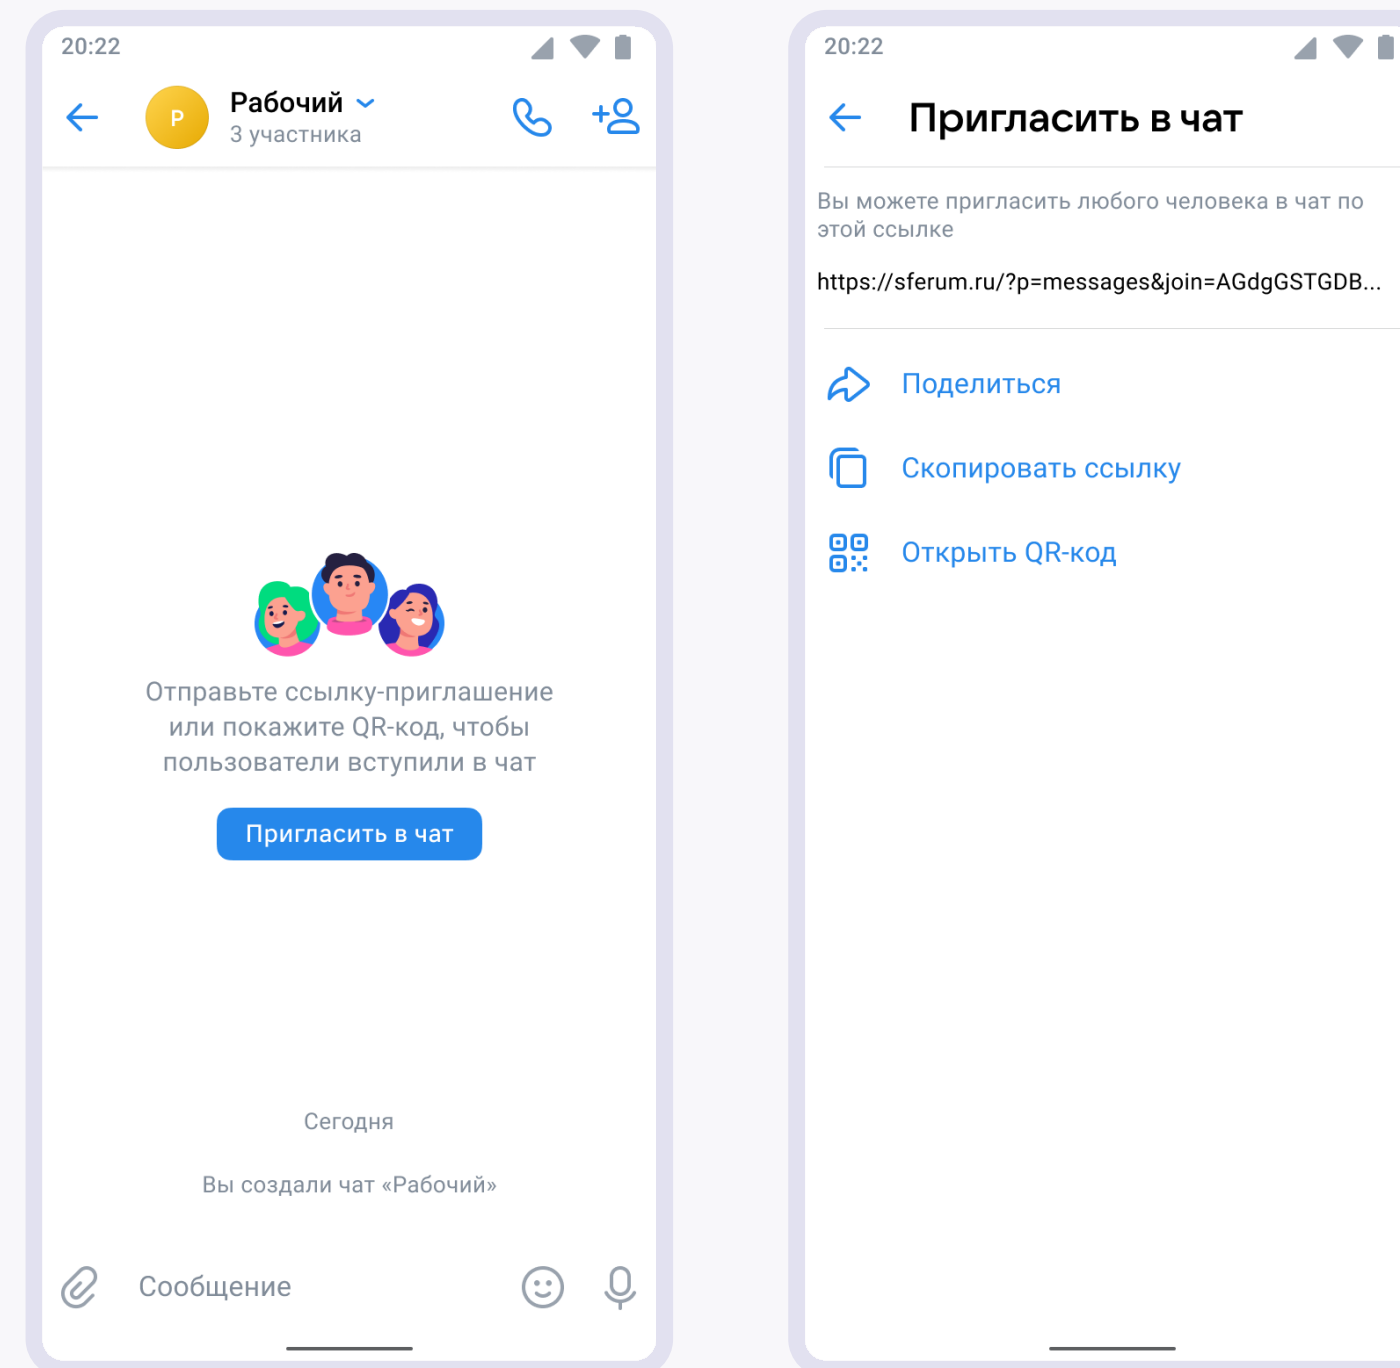 20:22
Р
Рабочий
3 участника
Отправьте ссылку-приглашение
или покажите QR-код, чтобы
пользователи вступили в чат
Пригласить в чат
Сегодня
Вы создали чат «Рабочий»
Сообщение
20:22
Пригласить в чат
Вы можете пригласить любого человека в чат по
этой ссылке
https://sferum.ru/?p=messages&join=AGdgGSTGDB...
Поделиться
Скопировать ссылку
Открыть QR-код